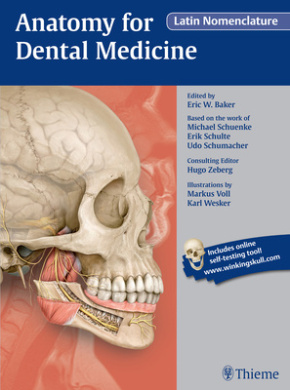 Anatomy for
Dental Medicine
Latin Nomenclature
Edited by
Eric W. Baker
Based on the work of
Michael Schuenke
Erik Schulte
Udo Schumacher
Consulting Editor
Hugo Zeberg
Illustrations by
Markus Voll
Karl Wesker
Includes online
self-testing tool!
www.winkingskull.com
Thieme